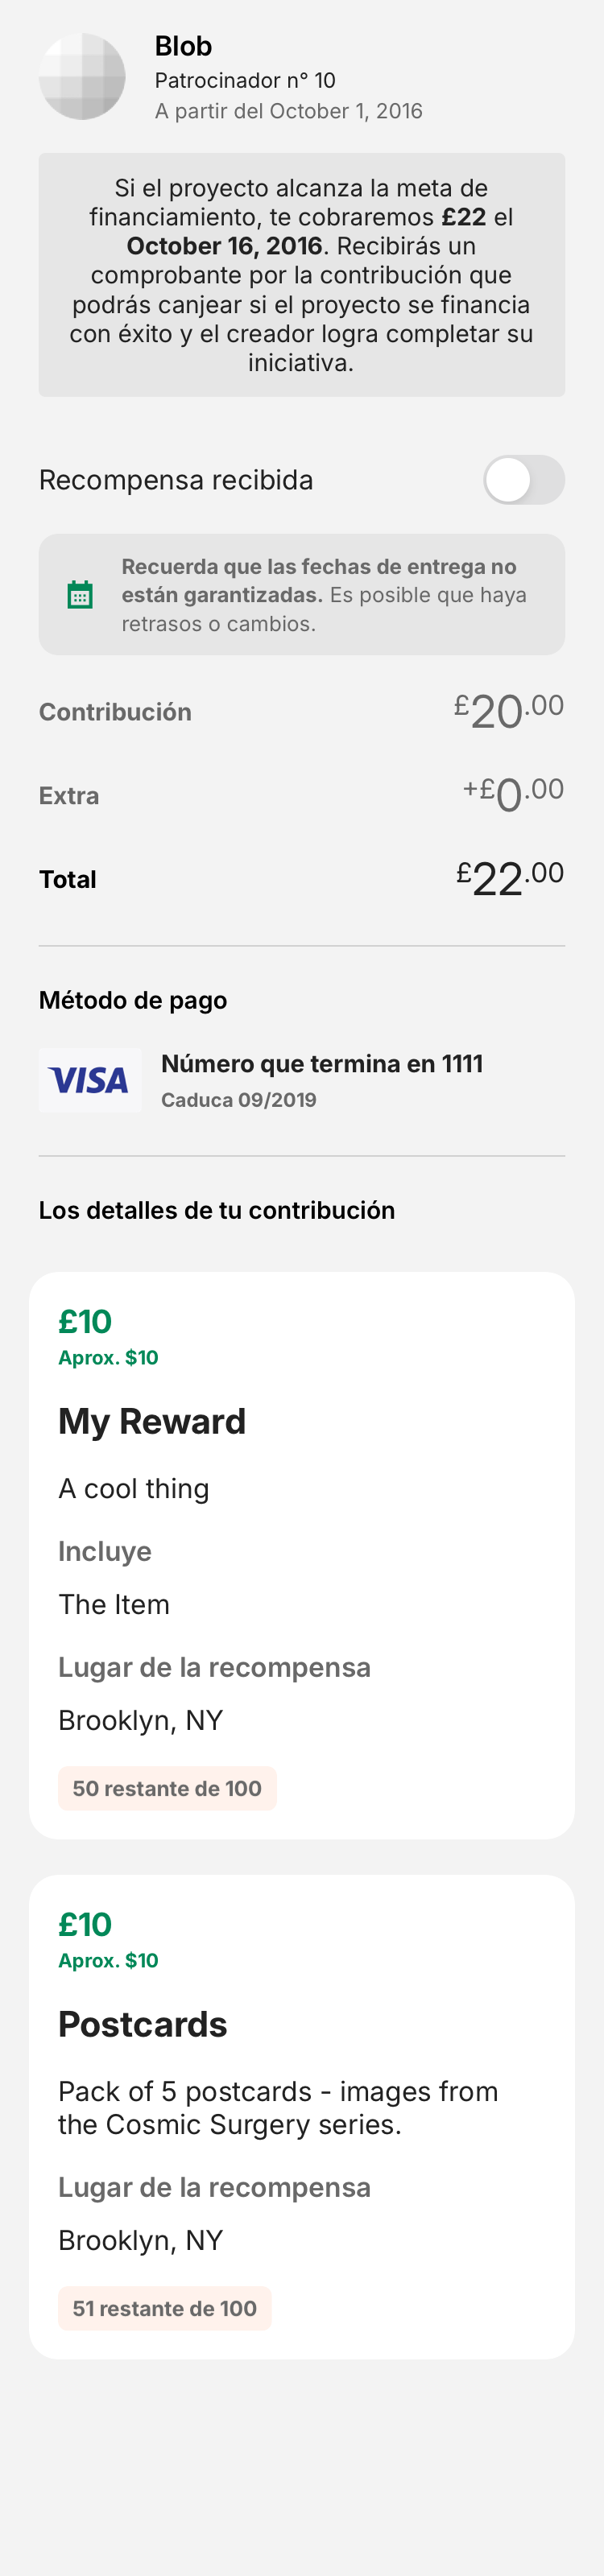 Blob
Patrocinador n° 10
A partir del October 1, 2016
Si el proyecto alcanza la meta de
financiamiento, te cobraremos £22 el
October 16, 2016. Recibirás un
comprobante por la contribución que
podrás canjear si el proyecto se financia
con éxito y el creador logra completar su
iniciativa.
Recompensa recibida
Recuerda que las fechas de entrega no
están garantizadas. Es posible que haya
retrasos o cambios.
Contribución £20.00
Extra +£0.00
Total £22.00
Método de pago
VISA
Número que termina en 1111
Caduca 09/2019
Los detalles de tu contribución
£10
Aprox. $10
My Reward
A cool thing
Incluye
The Item
Lugar de la recompensa
Brooklyn, NY
50 restante de 100
£10
Aprox. $10
Postcards
Pack of 5 postcards - images from
the Cosmic Surgery series.
Lugar de la recompensa
Brooklyn, NY
51 restante de 100